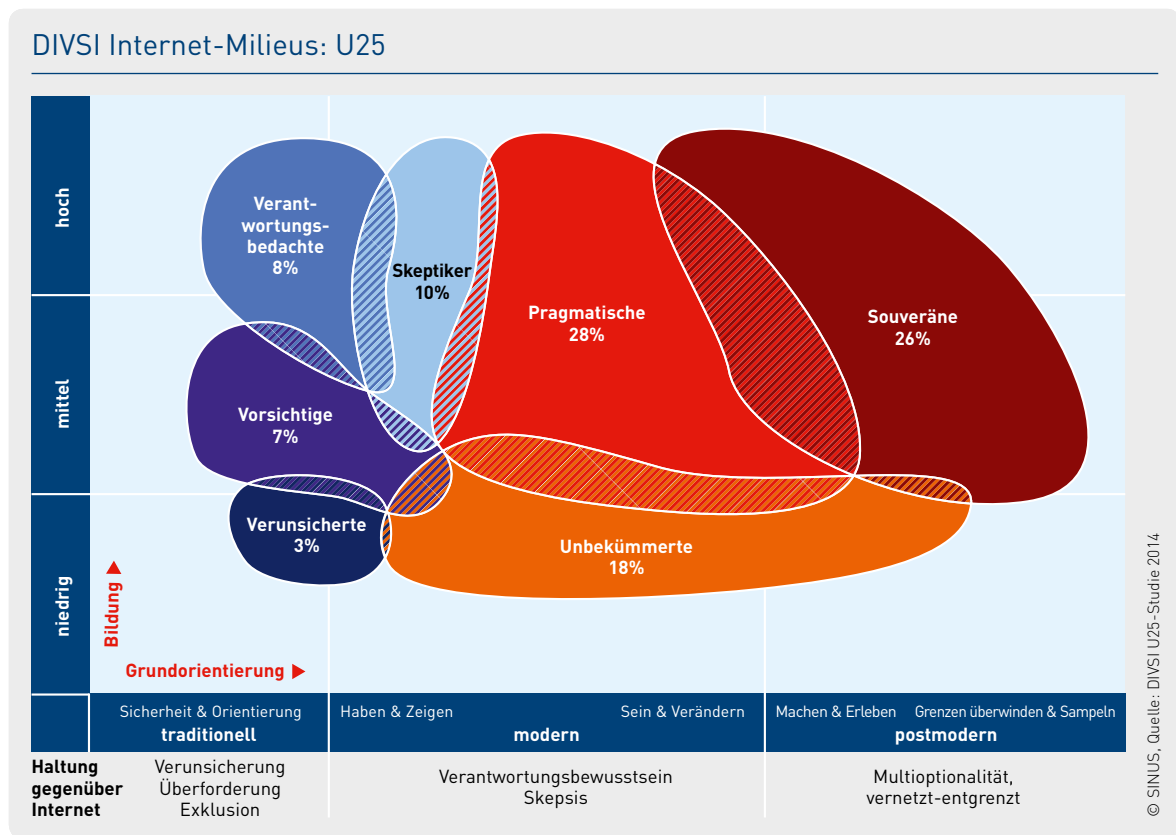 DIVSI Internet-Milieus: U25
hoch
mittel
niedrig
Verant-
wortungs-
bedachte
8%
Skeptiker
10%
Pragmatische
28%
Souveräne
26%
Vorsichtige
7%
Verunsicherte
3%
Unbekümmerte
18%
Bildung ▶
Grundorientierung ▶
Sicherheit & Orientierung
traditionell
Haben & Zeigen
Sein & Verändern
modern
Machen & Erleben
Grenzen überwinden & Sampeln
postmodern
Haltung
gegenüber
Internet
Verunsicherung
Überforderung
Exklusion
Verantwortungsbewusstsein
Skepsis
Multioptionalität,
vernetzt-entgrenzt
© SINUS, Quelle: DIVSI U25-Studie 2014